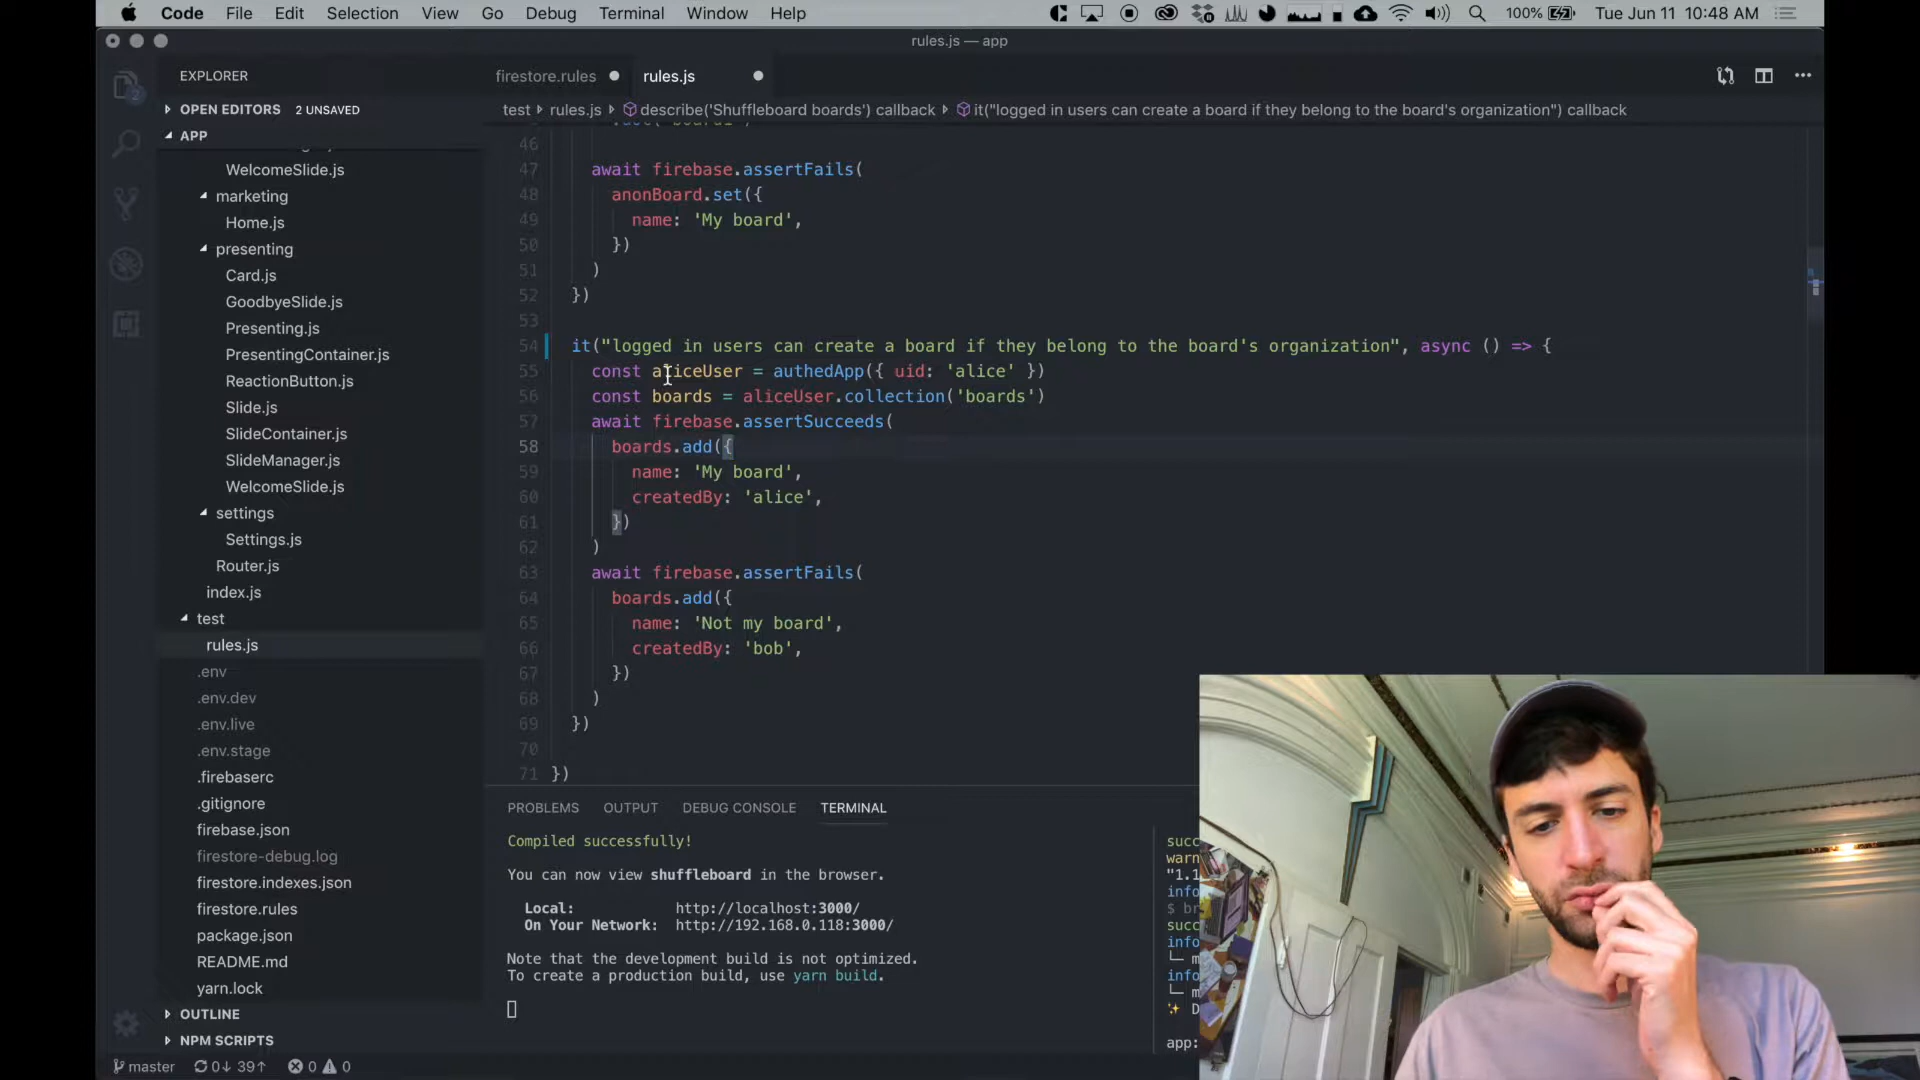 Code File Edit Selection View Go Debug Terminal Window Help 100% Tue Jun 11 10:48 AM
rules.js — app
EXPLORER
firestore.rules rules.js
OPEN EDITORS 2 UNSAVED
test rules.js describe('Shuffleboard boards') callback it("logged in users can create a board if they belong to the board's organization") callback
APP
WelcomeSlide.js
marketing
Home.js
presenting
Card.js
GoodbyeSlide.js
Presenting.js
PresentingContainer.js
ReactionButton.js
Slide.js
SlideContainer.js
SlideManager.js
WelcomeSlide.js
settings
Settings.js
Router.js
index.js
test
rules.js
.env
.env.dev
.env.live
.env.stage
.firebaserc
.gitignore
firebase.json
firestore-debug.log
firestore.indexes.json
firestore.rules
package.json
README.md
yarn.lock
OUTLINE
NPM SCRIPTS
46
47 await firebase.assertFails(
48 anonBoard.set({
49 name: 'My board',
50 })
51 )
52 })
53
54 it("logged in users can create a board if they belong to the board's organization", async () => {
55 const aliceUser = authedApp({ uid: 'alice' })
56 const boards = aliceUser.collection('boards')
57 await firebase.assertSucceeds(
58 boards.add({
59 name: 'My board',
60 createdBy: 'alice',
61 })
62 )
63 await firebase.assertFails(
64 boards.add({
65 name: 'Not my board',
66 createdBy: 'bob',
67 })
68 )
69 })
70
71 })
PROBLEMS OUTPUT DEBUG CONSOLE TERMINAL
Compiled successfully!
You can now view shuffleboard in the browser.
Local: http://localhost:3000/
On Your Network: http://192.168.0.118:3000/
Note that the development build is not optimized.
To create a production build, use yarn build.
succ
warn
"1.1
info
$ br
succ
info
└─ m
info
└─ m
✨ D
app:
master 0↓ 39↑ 0 0